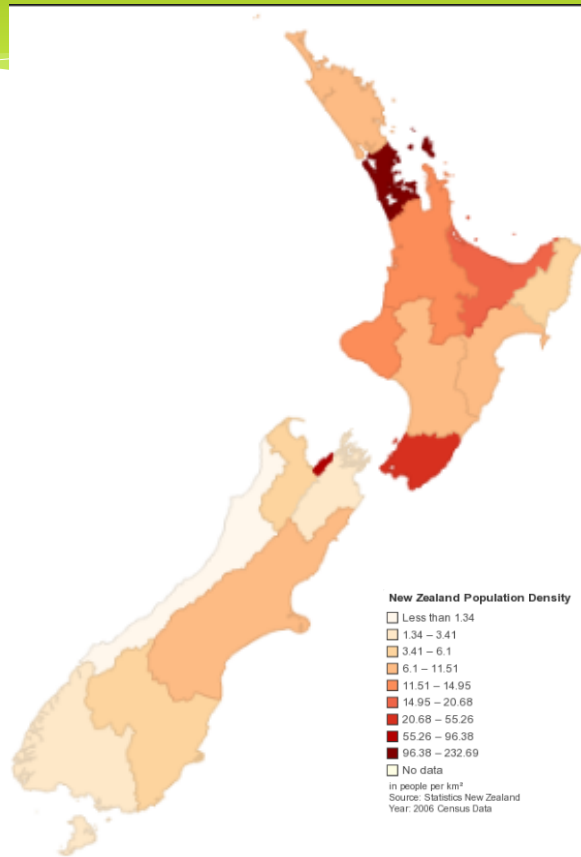 New Zealand Population Density
Less than 1.34
1.34 – 3.41
3.41 – 6.1
6.1 – 11.51
11.51 – 14.95
14.95 – 20.68
20.68 – 55.26
55.26 – 96.38
96.38 – 232.69
No data
in people per km²
Source: Statistics New Zealand
Year: 2006 Census Data